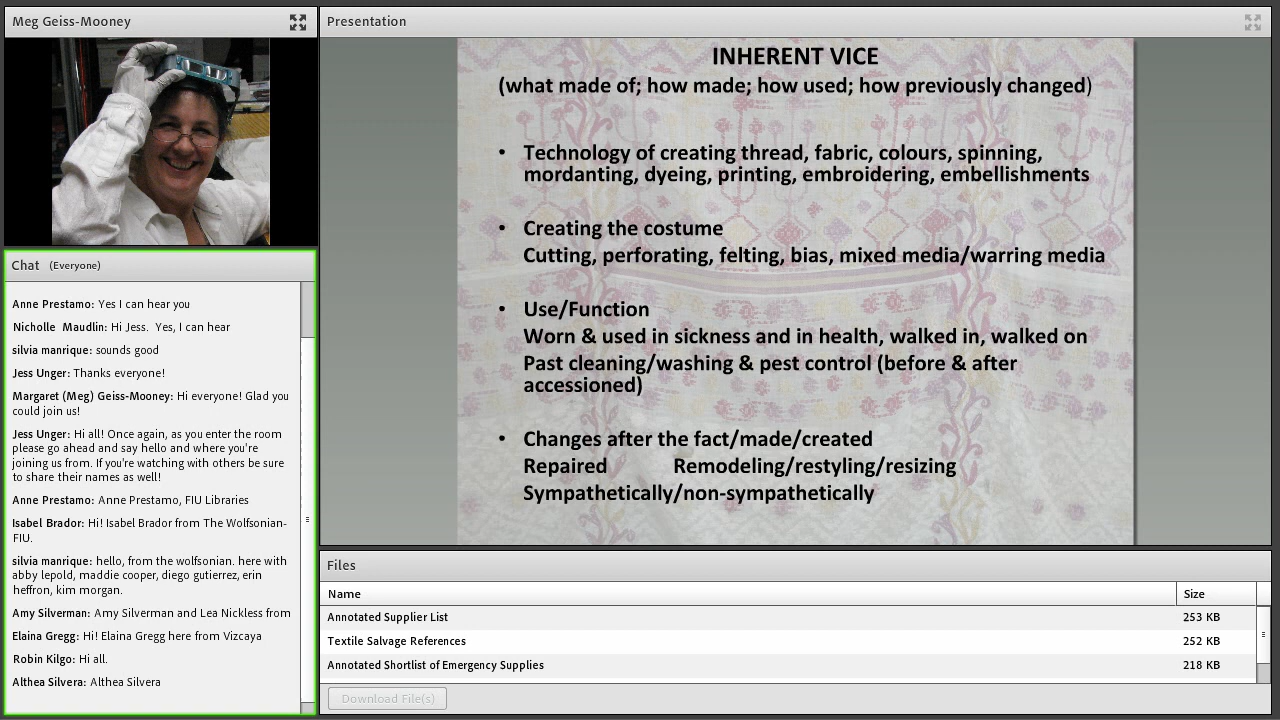 Meg Geiss-Mooney
Chat (Everyone)
Anne Prestamo: Yes I can hear you
Nicholle Maudlin: Hi Jess. Yes, I can hear
silvia manrique: sounds good
Jess Unger: Thanks everyone!
Margaret (Meg) Geiss-Mooney: Hi everyone! Glad you
could join us!
Jess Unger: Hi all! Once again, as you enter the room
please go ahead and say hello and where you're
joining us from. If you're watching with others be sure
to share their names as well!
Anne Prestamo: Anne Prestamo, FIU Libraries
Isabel Brador: Hi! Isabel Brador from The Wolfsonian-
FIU.
silvia manrique: hello, from the wolfsonian. here with
abby lepold, maddie cooper, diego gutierrez, erin
heffron, kim morgan.
Amy Silverman: Amy Silverman and Lea Nickless from
Elaina Gregg: Hi! Elaina Gregg here from Vizcaya
Robin Kilgo: Hi all.
Althea Silvera: Althea Silvera
Presentation
INHERENT VICE
(what made of; how made; how used; how previously changed)
• Technology of creating thread, fabric, colours, spinning,
mordanting, dyeing, printing, embroidering, embellishments
• Creating the costume
Cutting, perforating, felting, bias, mixed media/warring media
• Use/Function
Worn & used in sickness and in health, walked in, walked on
Past cleaning/washing & pest control (before & after
accessioned)
• Changes after the fact/made/created
Repaired Remodeling/restyling/resizing
Sympathetically/non-sympathetically
Files
Name Size
Annotated Supplier List 253 KB
Textile Salvage References 252 KB
Annotated Shortlist of Emergency Supplies 218 KB
Download File(s)